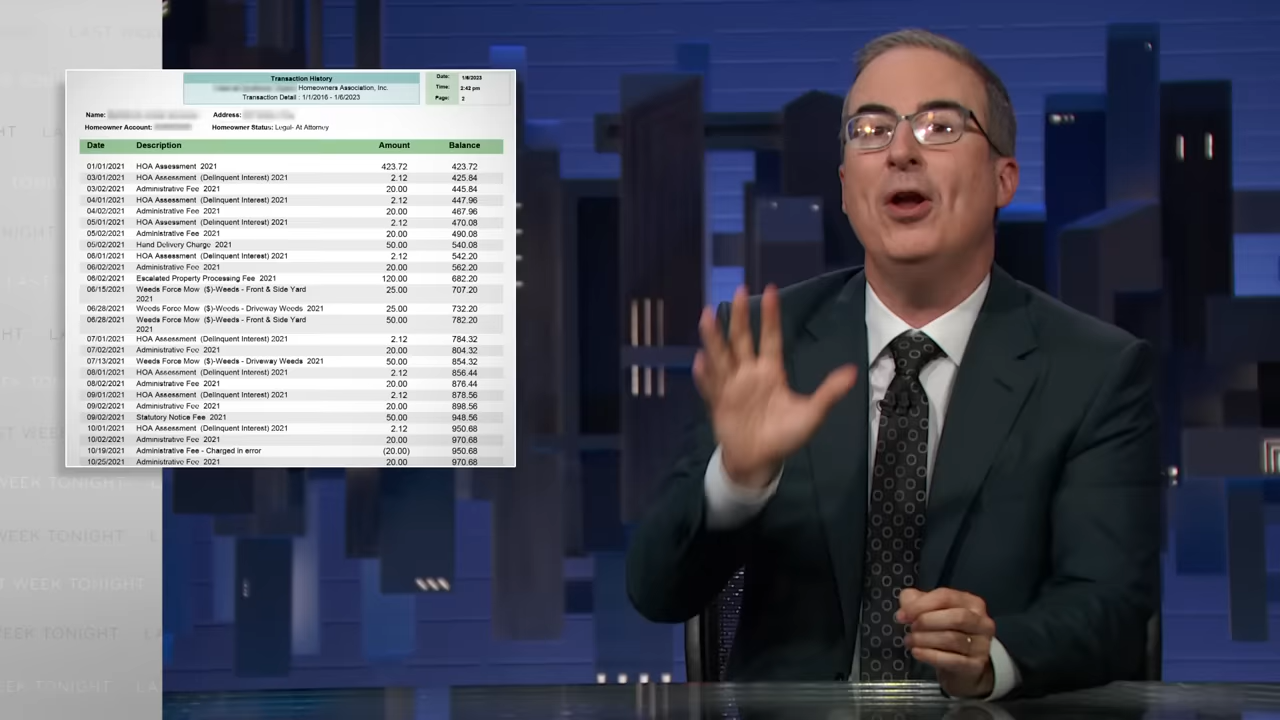 Transaction History
Homeowners Association, Inc.
Transaction Detail : 1/1/2016 - 1/6/2023
Date: 1/6/2023
Time: 2:42 pm
Page: 2
Name: Address:
Homeowner Account: Homeowner Status: Legal- At Attorney
Date Description Amount Balance
01/01/2021 HOA Assessment 2021 423.72 423.72
03/01/2021 HOA Assessment (Delinquent Interest) 2021 2.12 425.84
03/02/2021 Administrative Fee 2021 20.00 445.84
04/01/2021 HOA Assessment (Delinquent Interest) 2021 2.12 447.96
04/02/2021 Administrative Fee 2021 20.00 467.96
05/01/2021 HOA Assessment (Delinquent Interest) 2021 2.12 470.08
05/02/2021 Administrative Fee 2021 20.00 490.08
05/02/2021 Hand Delivery Charge 2021 50.00 540.08
06/01/2021 HOA Assessment (Delinquent Interest) 2021 2.12 542.20
06/02/2021 Administrative Fee 2021 20.00 562.20
06/02/2021 Escalated Property Processing Fee 2021 120.00 682.20
06/15/2021 Weeds Force Mow ($)-Weeds - Front & Side Yard 25.00 707.20
2021
06/28/2021 Weeds Force Mow ($)-Weeds - Driveway Weeds 2021 25.00 732.20
06/28/2021 Weeds Force Mow ($)-Weeds - Front & Side Yard 50.00 782.20
2021
07/01/2021 HOA Assessment (Delinquent Interest) 2021 2.12 784.32
07/02/2021 Administrative Fee 2021 20.00 804.32
07/13/2021 Weeds Force Mow ($)-Weeds - Driveway Weeds 2021 50.00 854.32
08/01/2021 HOA Assessment (Delinquent Interest) 2021 2.12 856.44
08/02/2021 Administrative Fee 2021 20.00 876.44
09/01/2021 HOA Assessment (Delinquent Interest) 2021 2.12 878.56
09/02/2021 Administrative Fee 2021 20.00 898.56
09/02/2021 Statutory Notice Fee 2021 50.00 948.56
10/01/2021 HOA Assessment (Delinquent Interest) 2021 2.12 950.68
10/02/2021 Administrative Fee 2021 20.00 970.68
10/19/2021 Administrative Fee - Charged in error (20.00) 950.68
10/25/2021 Administrative Fee 2021 20.00 970.68
LAST WEEK
TONIGHT
LAST
WEEK TONIGHT
WEEK TONIGHT
WEEK TONIGHT
WEEK TONIGHT
WEEK TONIGHT